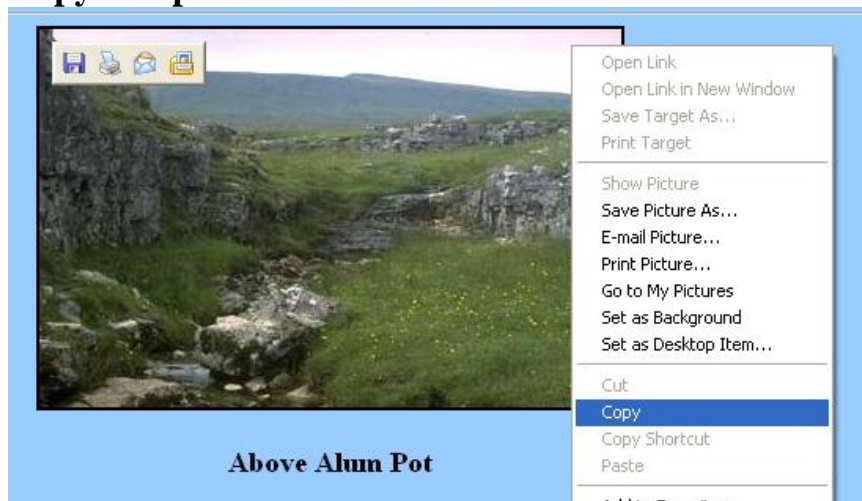 Open Link
Open Link in New Window
Save Target As...
Print Target
Show Picture
Save Picture As...
E-mail Picture...
Print Picture...
Go to My Pictures
Set as Background
Set as Desktop Item...
Cut
Copy
Copy Shortcut
Paste
Above Alum Pot